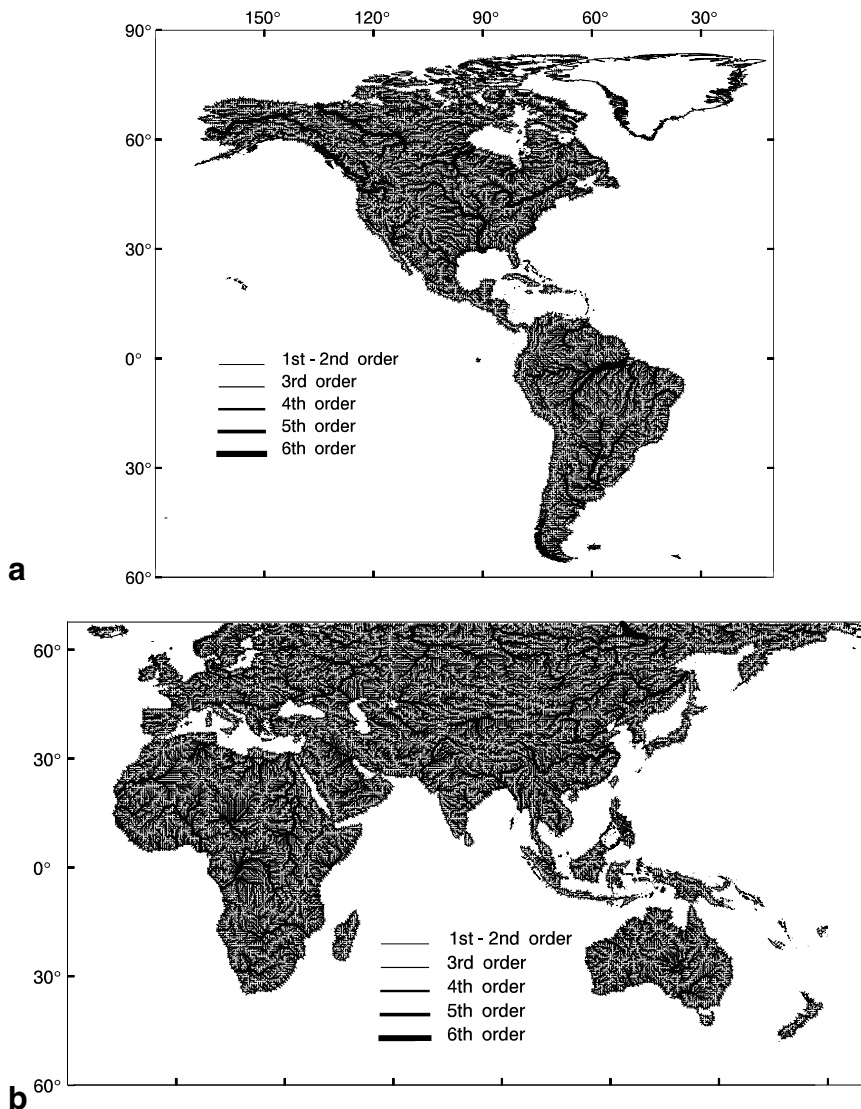 150° 120° 90° 60° 30°
90°
60°
30°
0°
30°
60°
1st - 2nd order
3rd order
4th order
5th order
6th order
a
60°
30°
0°
30°
60°
1st - 2nd order
3rd order
4th order
5th order
6th order
b